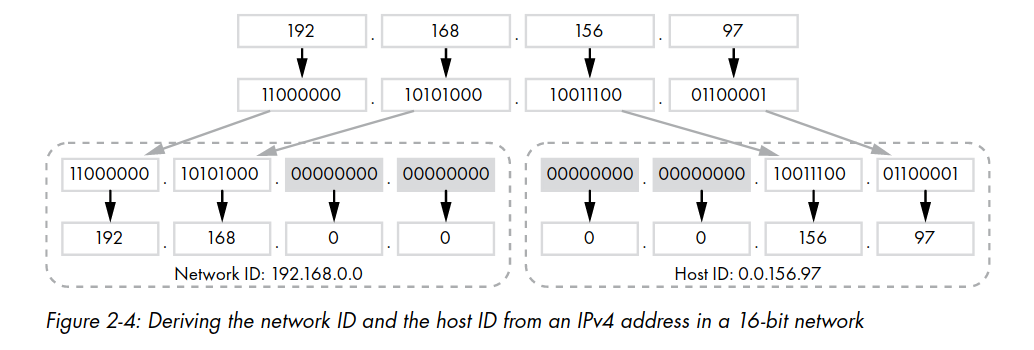 192 . 168 . 156 . 97
11000000 . 10101000 . 10011100 . 01100001
11000000 . 10101000 . 00000000 . 00000000
192 . 168 . 0 . 0
Network ID: 192.168.0.0
00000000 . 00000000 . 10011100 . 01100001
0 . 0 . 156 . 97
Host ID: 0.0.156.97
Figure 2-4: Deriving the network ID and the host ID from an IPv4 address in a 16-bit network